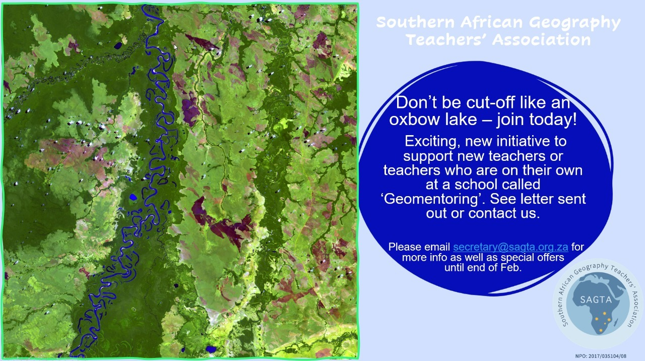 Southern African Geography
Teachers' Association
Don't be cut-off like an
oxbow lake – join today!
Exciting, new initiative to
support new teachers or
teachers who are on their own
at a school called
'Geomentoring'. See letter sent
out or contact us.
Please email secretary@sagta.org.za for
more info as well as special offers
until end of Feb.
Southern African Geography Teachers' Association
SAGTA
NPO: 2017/035104/08